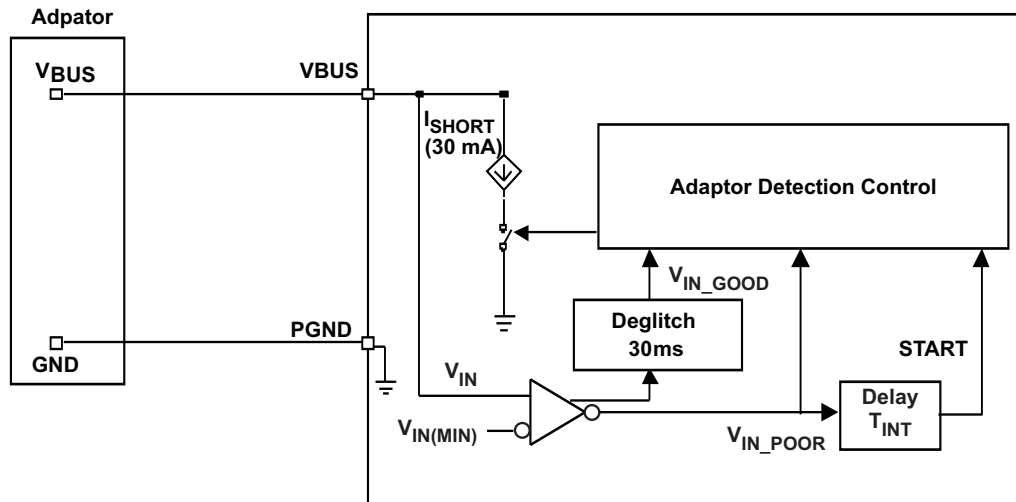 Adpator
VBUS
VBUS
ISHORT
(30 mA)
Adaptor Detection Control
VIN_GOOD
Deglitch
30ms
PGND
GND
START
VIN
Delay
TINT
VIN(MIN)
VIN_POOR